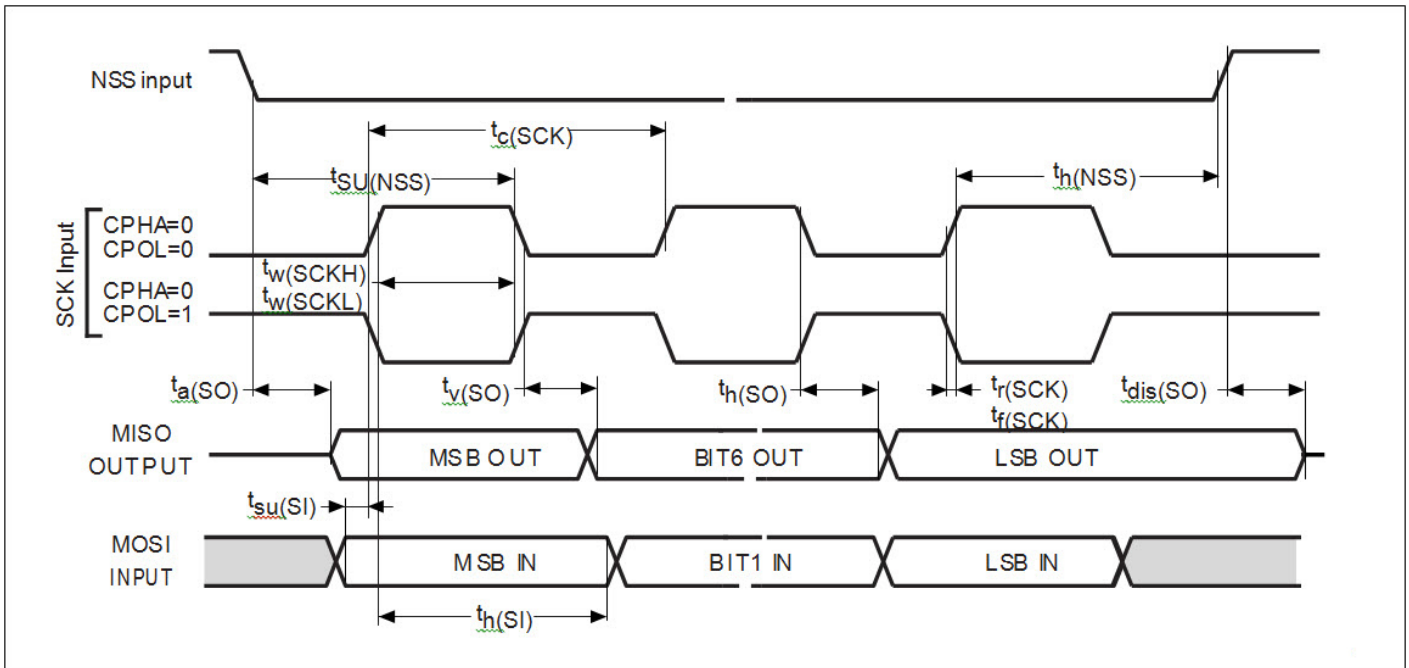 NSS input
tc(SCK)
tSU(NSS)
th(NSS)
SCK Input
CPHA=0
CPOL=0
tw(SCKH)
CPHA=0
tw(SCKL)
CPOL=1
ta(SO)
tv(SO)
th(SO)
tr(SCK)
tf(SCK)
tdis(SO)
MISO
OUTPUT
MSB OUT
BIT6 OUT
LSB OUT
tsu(SI)
MOSI
INPUT
MSB IN
BIT1 IN
LSB IN
th(SI)